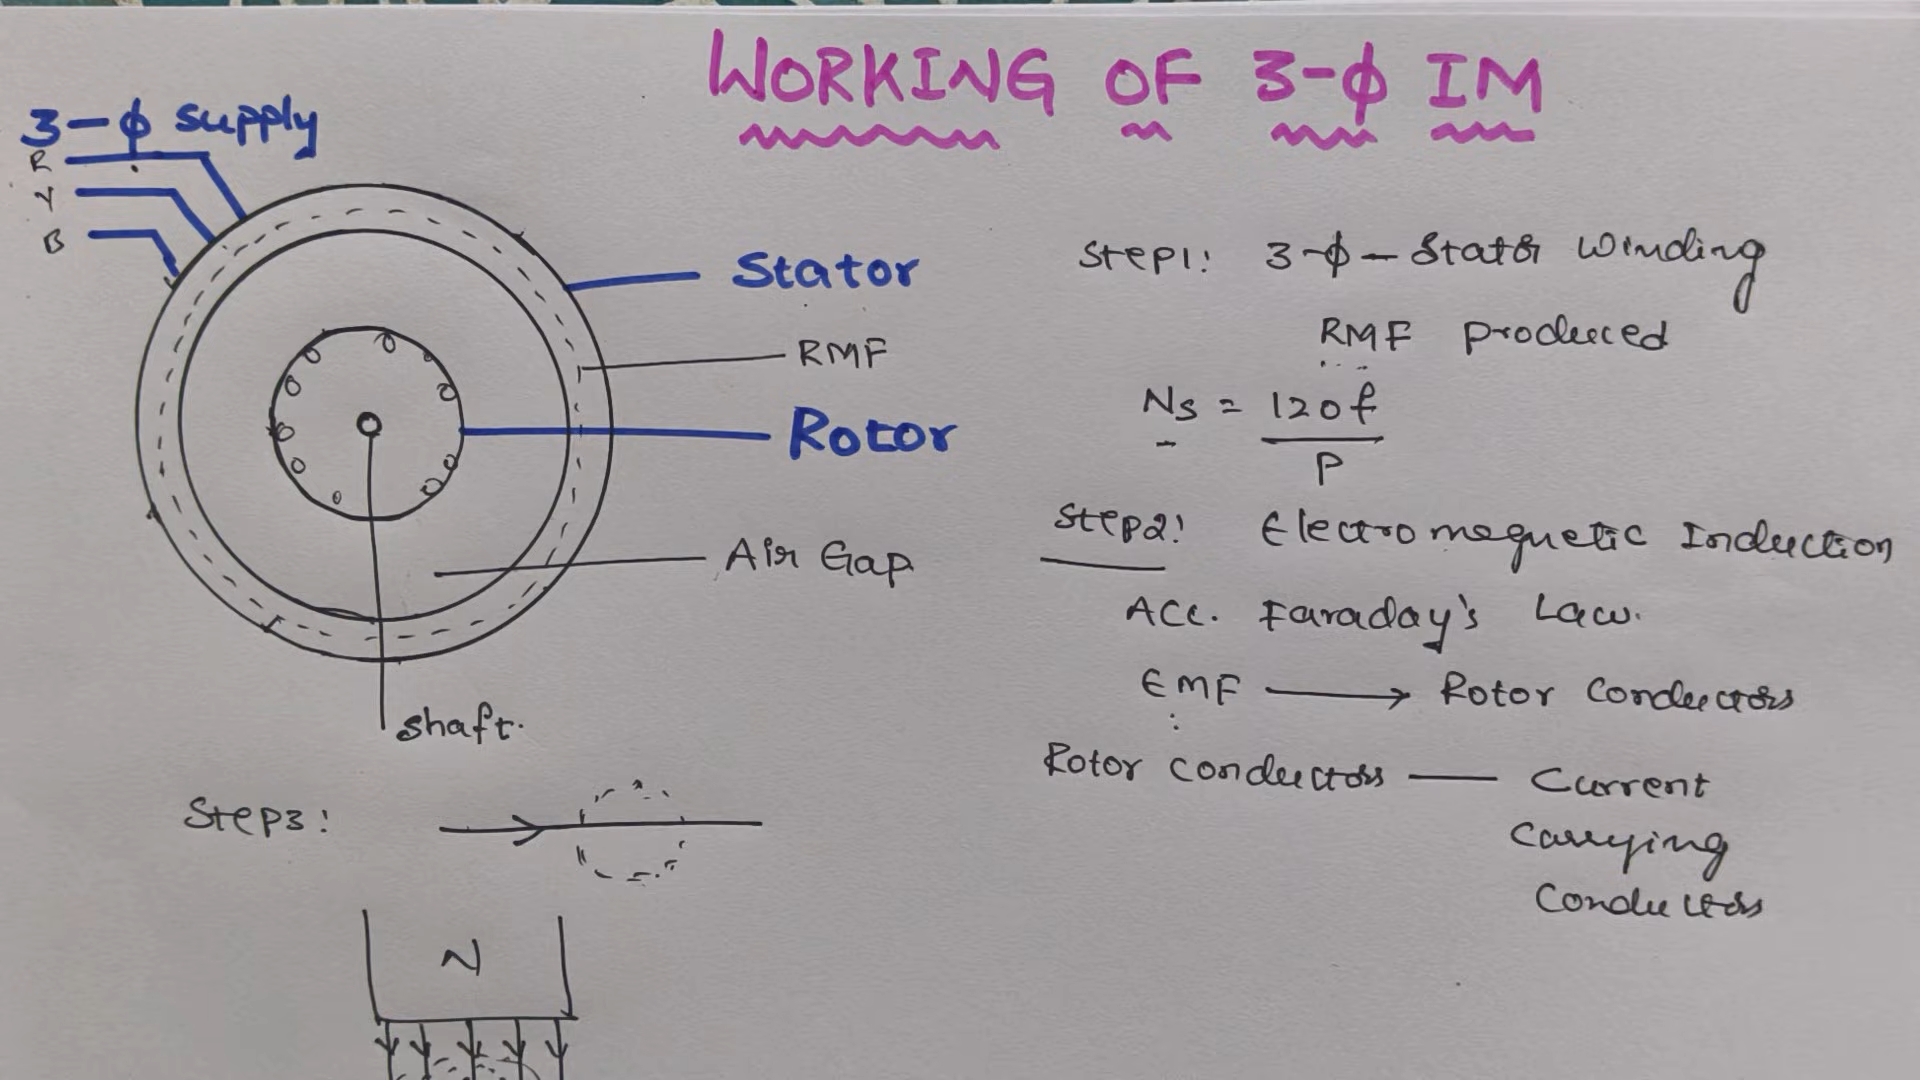 WORKING OF 3-ϕ IM
3-ϕ supply
R
Y
B
Stator
RMF
Rotor
Air Gap
shaft.
Step1: 3-ϕ - Stator Winding
RMF produced
Ns = 120f
P
Step2: Electromagnetic Induction
Acc. Faraday's Law.
EMF → Rotor Conductors
Rotor conductors — Current
Carrying
Conductors
Step3:
N